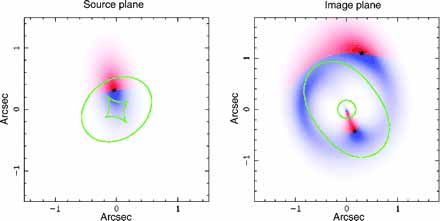 Source plane
Image plane
Arcsec
1
0
−1
−1
0
1
Arcsec
Arcsec
1
0
−1
−1
0
1
Arcsec